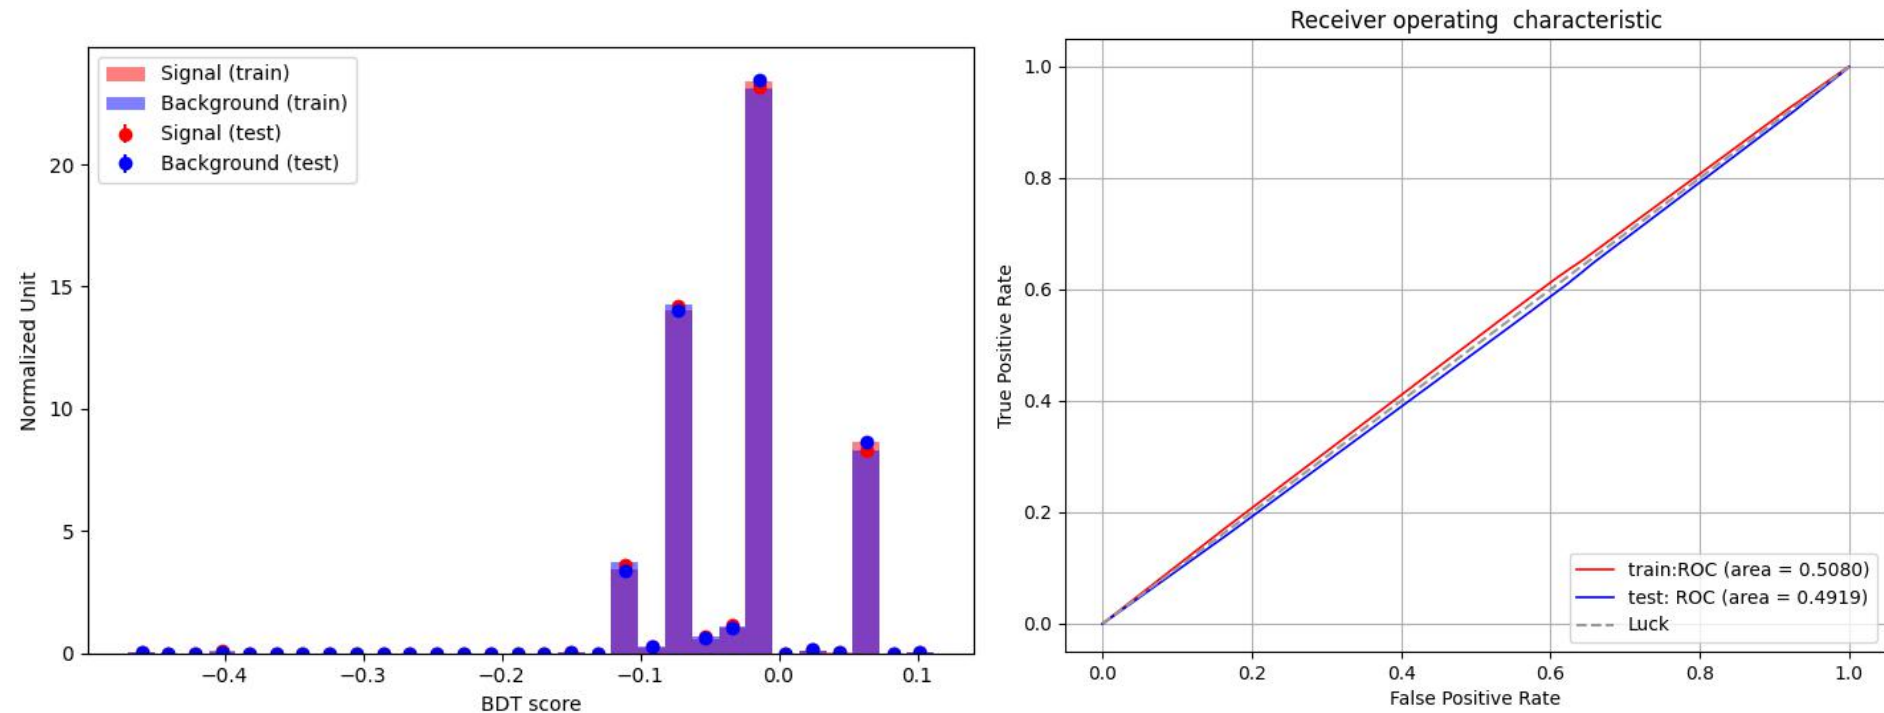 Signal (train)
Background (train)
Signal (test)
Background (test)
Normalized Unit
20
15
10
5
0
−0.4 −0.3 −0.2 −0.1 0.0 0.1
BDT score
Receiver operating  characteristic
True Positive Rate
1.0
0.8
0.6
0.4
0.2
0.0
train:ROC (area = 0.5080)
test: ROC (area = 0.4919)
Luck
0.0 0.2 0.4 0.6 0.8 1.0
False Positive Rate